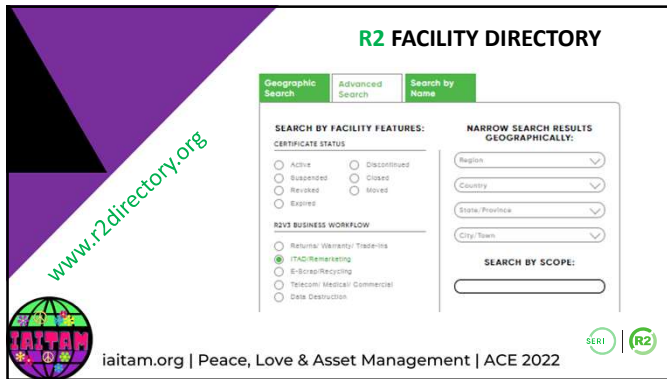 R2 FACILITY DIRECTORY
www.r2directory.org
Geographic
Search
Advanced
Search
Search by
Name
SEARCH BY FACILITY FEATURES:
CERTIFICATE STATUS
Active
Discontinued
Suspended
Closed
Revoked
Moved
Expired
R2V3 BUSINESS WORKFLOW
Returns/ Warranty/ Trade-Ins
ITAD/Remarketing
E-Scrap/Recycling
Telecom/ Medical/ Commercial
Data Destruction
NARROW SEARCH RESULTS
GEOGRAPHICALLY:
Region
Country
State/Province
City/Town
SEARCH BY SCOPE:
IAITAM
iaitam.org | Peace, Love & Asset Management | ACE 2022
SERI
R2